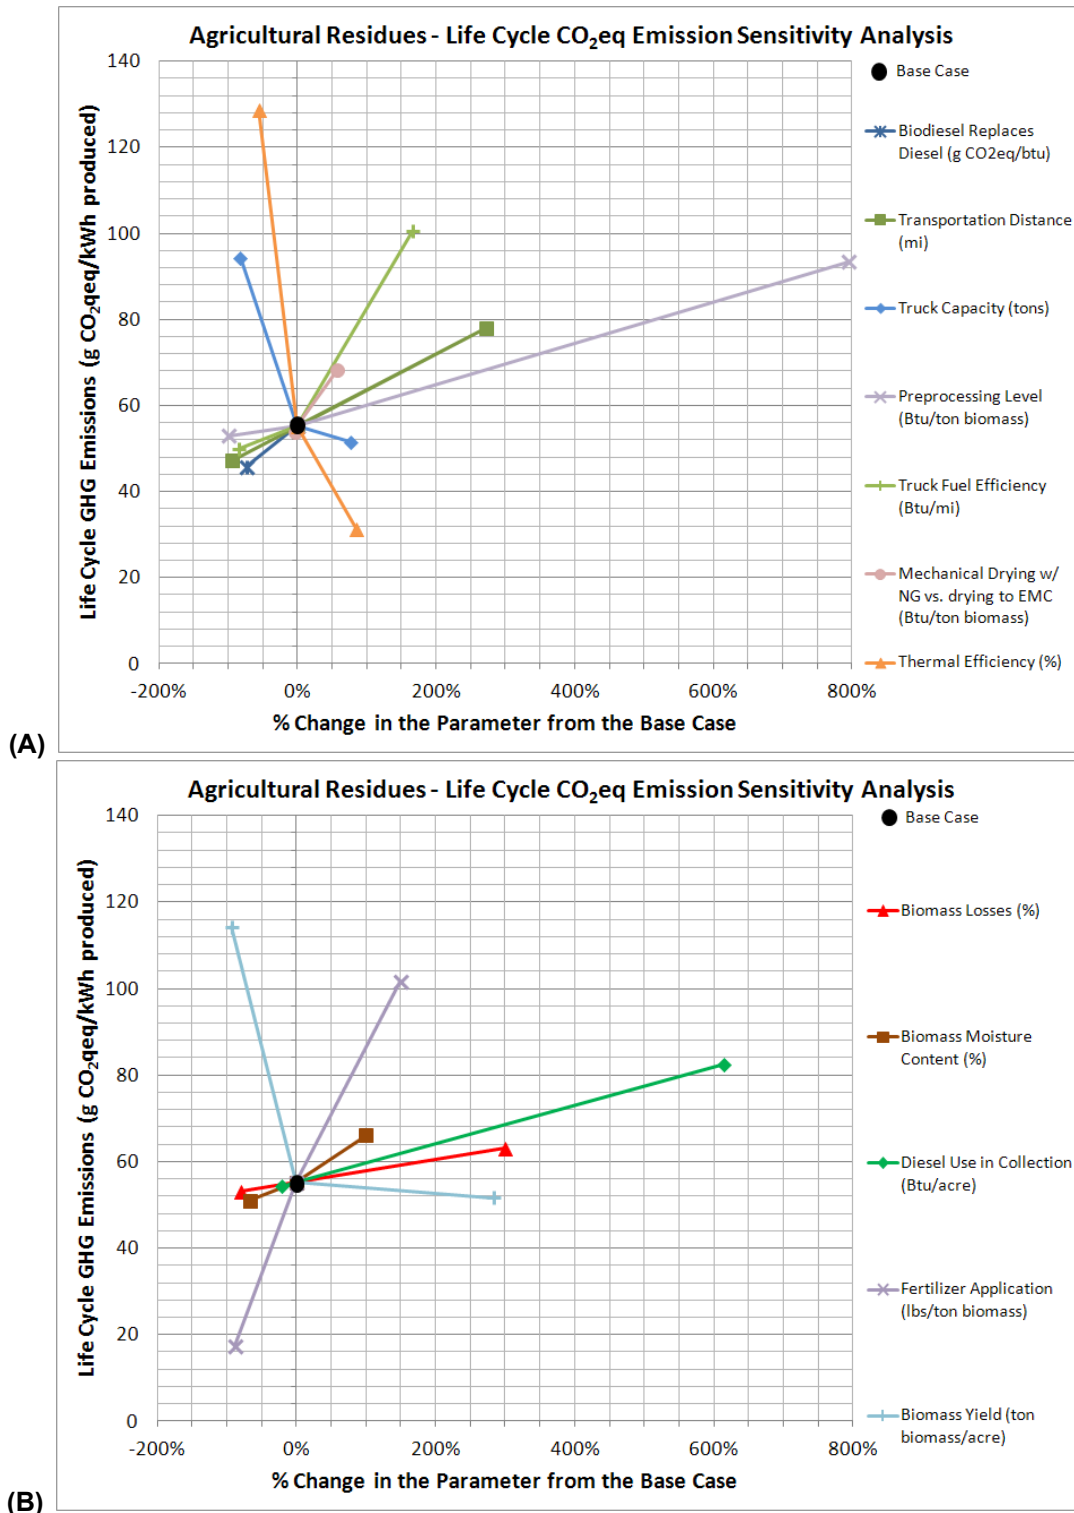 Agricultural Residues - Life Cycle CO₂eq Emission Sensitivity Analysis
Life Cycle GHG Emissions (g CO₂qeq/kWh produced)
140
120
100
80
60
40
20
0
-200% 0% 200% 400% 600% 800%
% Change in the Parameter from the Base Case
Base Case
Biodiesel Replaces
Diesel (g CO2eq/btu)
Transportation Distance
(mi)
Truck Capacity (tons)
Preprocessing Level
(Btu/ton biomass)
Truck Fuel Efficiency
(Btu/mi)
Mechanical Drying w/
NG vs. drying to EMC
(Btu/ton biomass)
Thermal Efficiency (%)
(A)
Agricultural Residues - Life Cycle CO₂eq Emission Sensitivity Analysis
Life Cycle GHG Emissions (g CO₂qeq/kWh produced)
140
120
100
80
60
40
20
0
-200% 0% 200% 400% 600% 800%
% Change in the Parameter from the Base Case
Base Case
Biomass Losses (%)
Biomass Moisture
Content (%)
Diesel Use in Collection
(Btu/acre)
Fertilizer Application
(lbs/ton biomass)
Biomass Yield (ton
biomass/acre)
(B)